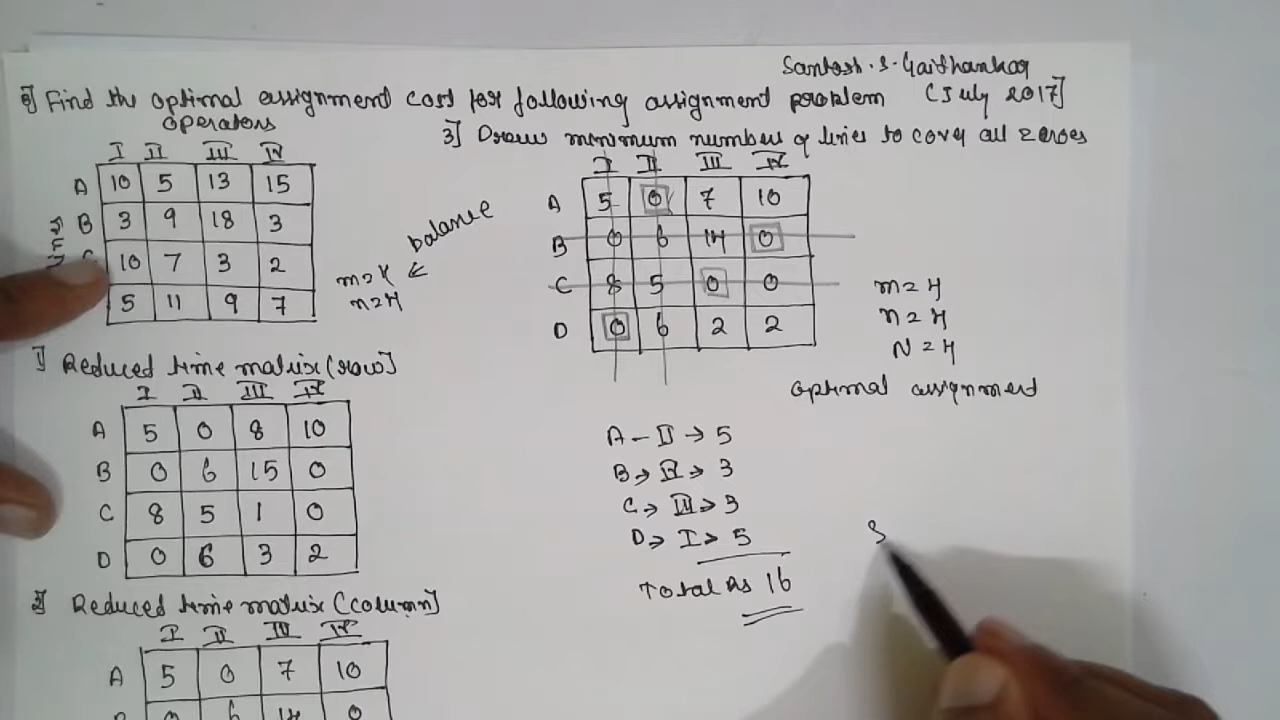 Santosh.S.Gaithankar
Q] Find the optimal assignment cost for following assignment problem (July 2017]
operators
I II III IV
A 10 5 13 15
B 3 9 18 3
C 10 7 3 2
5 11 9 7
m=4
n=4
balance
1] Reduced time matrix (row]
I II III IV
A 5 0 8 10
B 0 6 15 0
C 8 5 1 0
D 0 6 3 2
2] Reduced time matrix (column]
I II III IV
A 5 0 7 10
B 0 6 14 0
3] Draw minimum number of lines to cover all zeroes
I II III IV
A 5 0 7 10
B 0 6 14 0
C 8 5 0 0
D 0 6 2 2
m=4
n=4
N=4
optimal assignment
A - II → 5
B → IV → 3
C → III → 3
D → I → 5
Total Rs 16